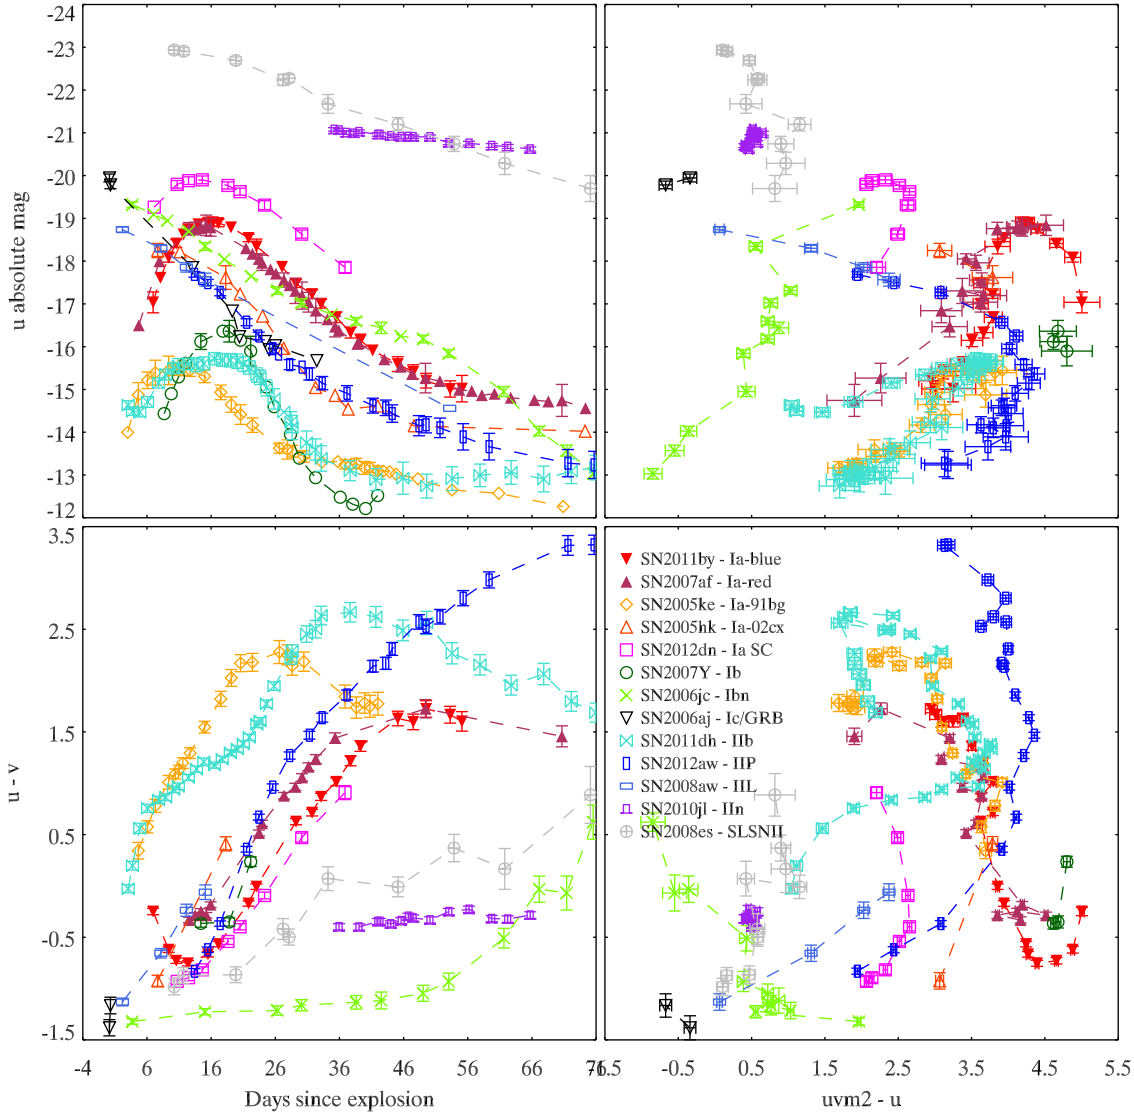 -24
-23
-22
-21
-20
-19
-18
-17
-16
-15
-14
-13
-12
u absolute mag
3.5
2.5
1.5
0.5
-0.5
-1.5
u - v
SN2011by - Ia-blue
SN2007af - Ia-red
SN2005ke - Ia-91bg
SN2005hk - Ia-02cx
SN2012dn - Ia SC
SN2007Y - Ib
SN2006jc - Ibn
SN2006aj - Ic/GRB
SN2011dh - IIb
SN2012aw - IIP
SN2008aw - IIL
SN2010jl - IIn
SN2008es - SLSNII
-4 6 16 26 36 46 56 66 76
-1.5 -0.5 0.5 1.5 2.5 3.5 4.5 5.5
Days since explosion
uvm2 - u